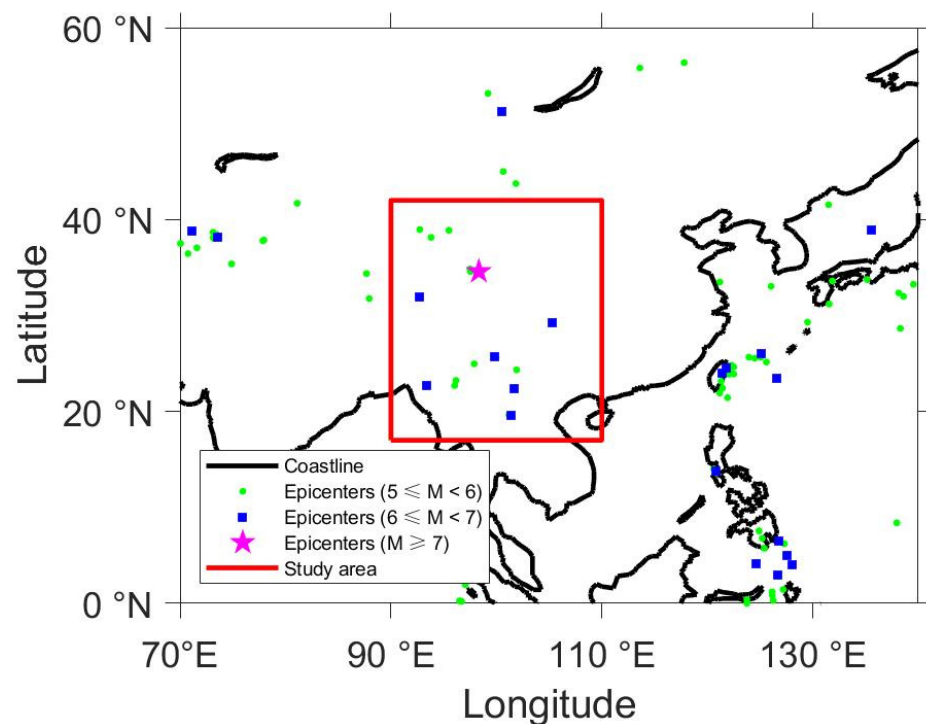 60 °N
40 °N
20 °N
0 °N
Latitude
Coastline
Epicenters (5 ⩽ M < 6)
Epicenters (6 ⩽ M < 7)
Epicenters (M ⩾ 7)
Study area
70°E
90 °E
110 °E
130 °E
Longitude